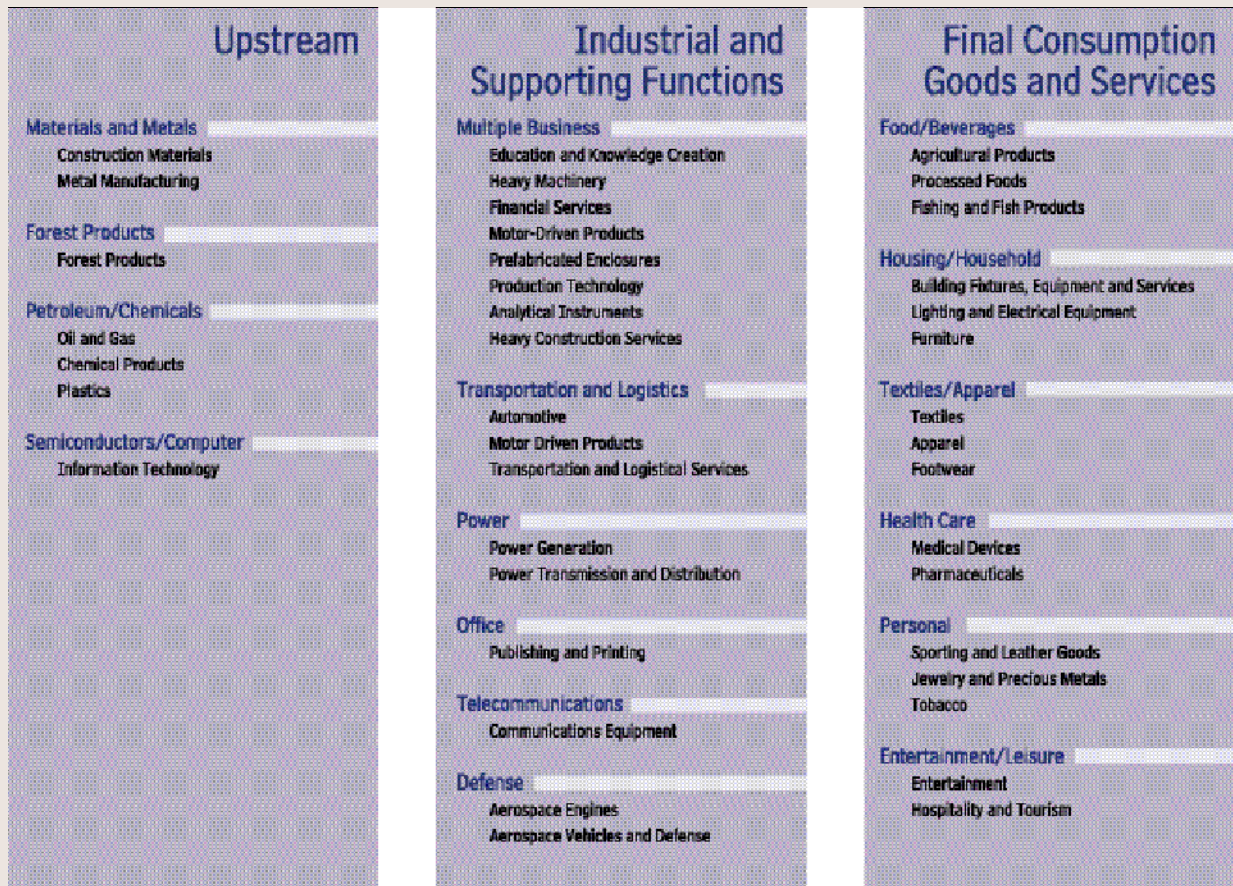 Upstream
Materials and Metals
Construction Materials
Metal Manufacturing
Forest Products
Forest Products
Petroleum/Chemicals
Oil and Gas
Chemical Products
Plastics
Semiconductors/Computer
Information Technology
Industrial and
Supporting Functions
Multiple Business
Education and Knowledge Creation
Heavy Machinery
Financial Services
Motor-Driven Products
Prefabricated Enclosures
Production Technology
Analytical Instruments
Heavy Construction Services
Transportation and Logistics
Automotive
Motor Driven Products
Transportation and Logistical Services
Power
Power Generation
Power Transmission and Distribution
Office
Publishing and Printing
Telecommunications
Communications Equipment
Defense
Aerospace Engines
Aerospace Vehicles and Defense
Final Consumption
Goods and Services
Food/Beverages
Agricultural Products
Processed Foods
Fishing and Fish Products
Housing/Household
Building Fixtures, Equipment and Services
Lighting and Electrical Equipment
Furniture
Textiles/Apparel
Textiles
Apparel
Footwear
Health Care
Medical Devices
Pharmaceuticals
Personal
Sporting and Leather Goods
Jewelry and Precious Metals
Tobacco
Entertainment/Leisure
Entertainment
Hospitality and Tourism